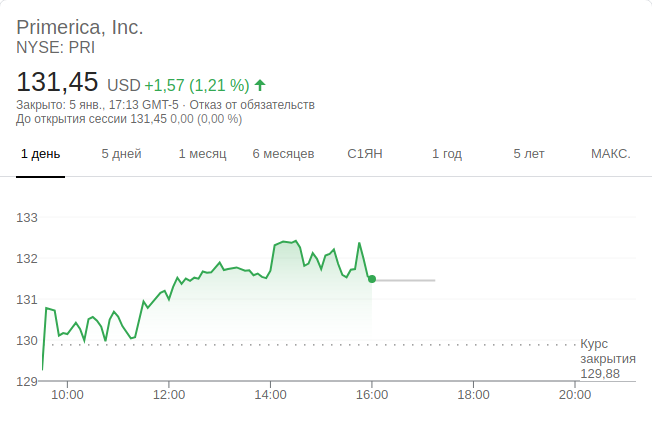 Primerica, Inc.
NYSE: PRI
131,45 USD +1,57 (1,21 %)
Закрыто: 5 янв., 17:13 GMT-5 · Отказ от обязательств
До открытия сессии 131,45 0,00 (0,00 %)
1 день 5 дней 1 месяц 6 месяцев С1ЯН 1 год 5 лет МАКС.
133
132
131
130
Курс
закрытия
129,88
129
10:00 12:00 14:00 16:00 18:00 20:00